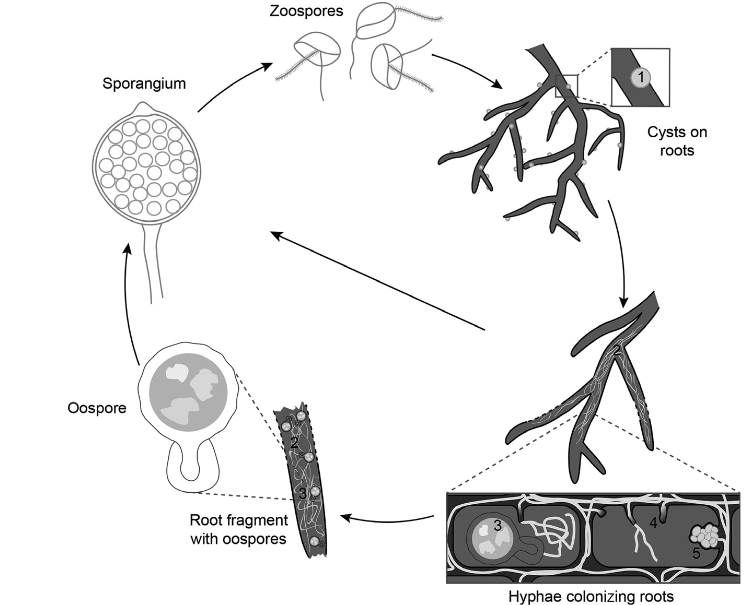 Zoospores
Sporangium
1
Cysts on
roots
Oospore
2
3
Root fragment
with oospores
3
4
5
Hyphae colonizing roots